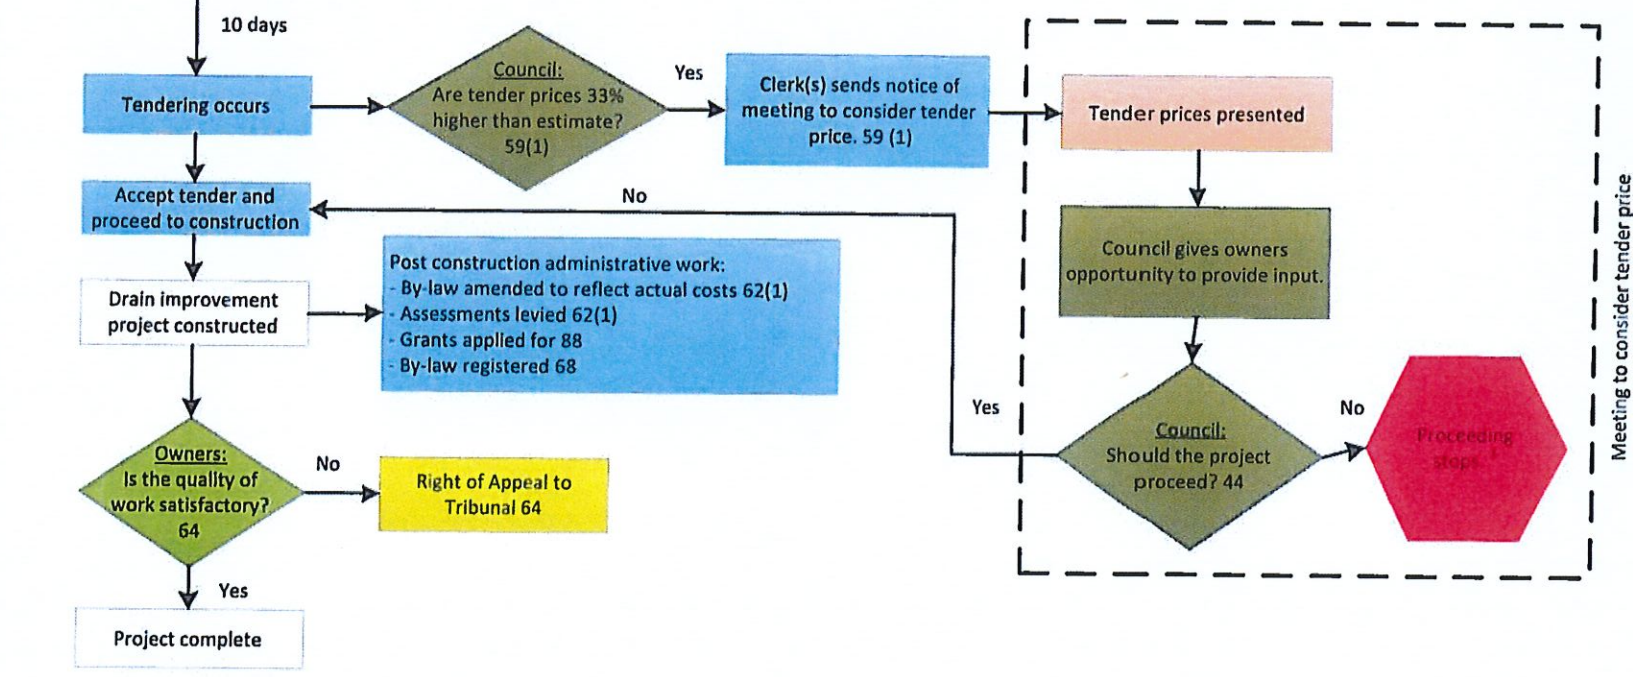 10 days
Tendering occurs
Council:
Are tender prices 33%
higher than estimate?
59(1)
Yes
Clerk(s) sends notice of
meeting to consider tender
price. 59 (1)
Tender prices presented
Accept tender and
proceed to construction
No
Council gives owners
opportunity to provide input.
Post construction administrative work:
- By-law amended to reflect actual costs 62(1)
- Assessments levied 62(1)
- Grants applied for 88
- By-law registered 68
Drain improvement
project constructed
Yes
Council:
Should the project
proceed? 44
No
Proceeding
stops
Meeting to consider tender price
Owners:
Is the quality of
work satisfactory?
64
No
Right of Appeal to
Tribunal 64
Yes
Project complete